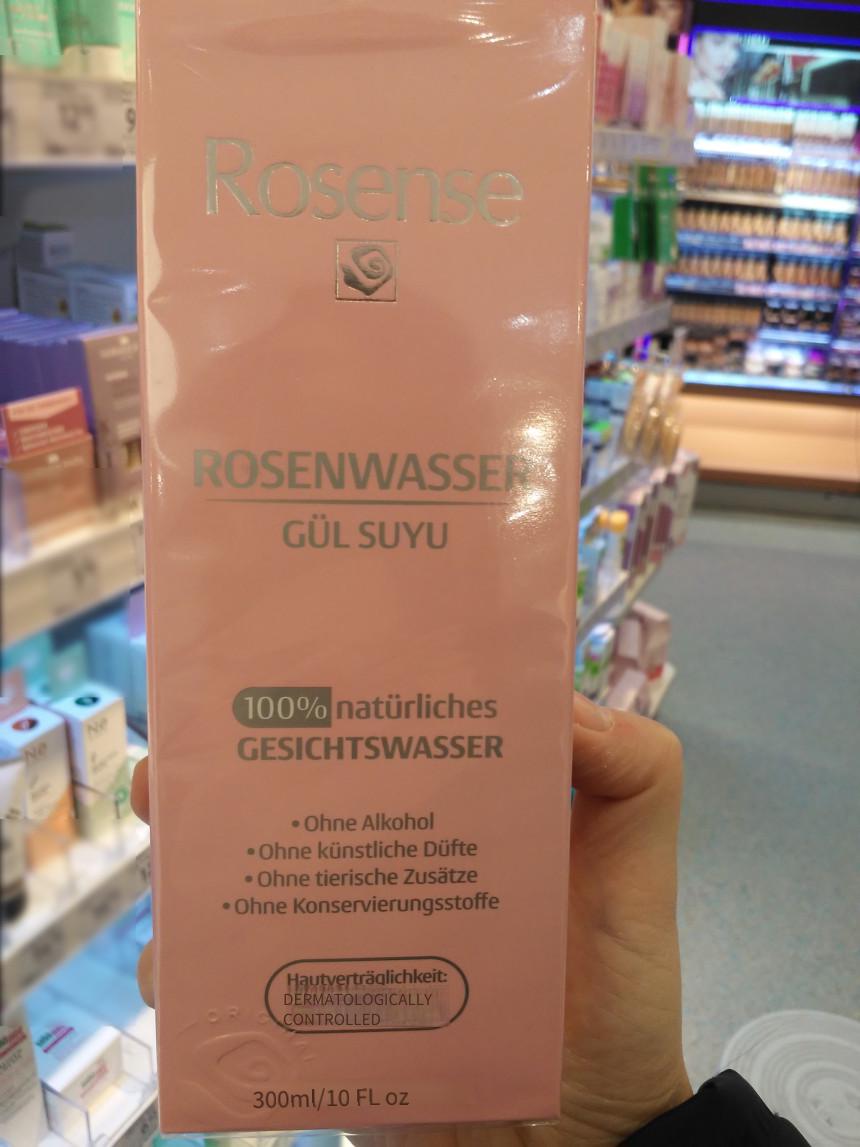 Rosense
ROSENWASSER
GÜL SUYU
100% natürliches
GESICHTSWASSER
• Ohne Alkohol
• Ohne künstliche Düfte
• Ohne tierische Zusätze
• Ohne Konservierungsstoffe
Hautverträglichkeit:
DERMATOLOGICALLY
CONTROLLED
300ml/10 FL oz